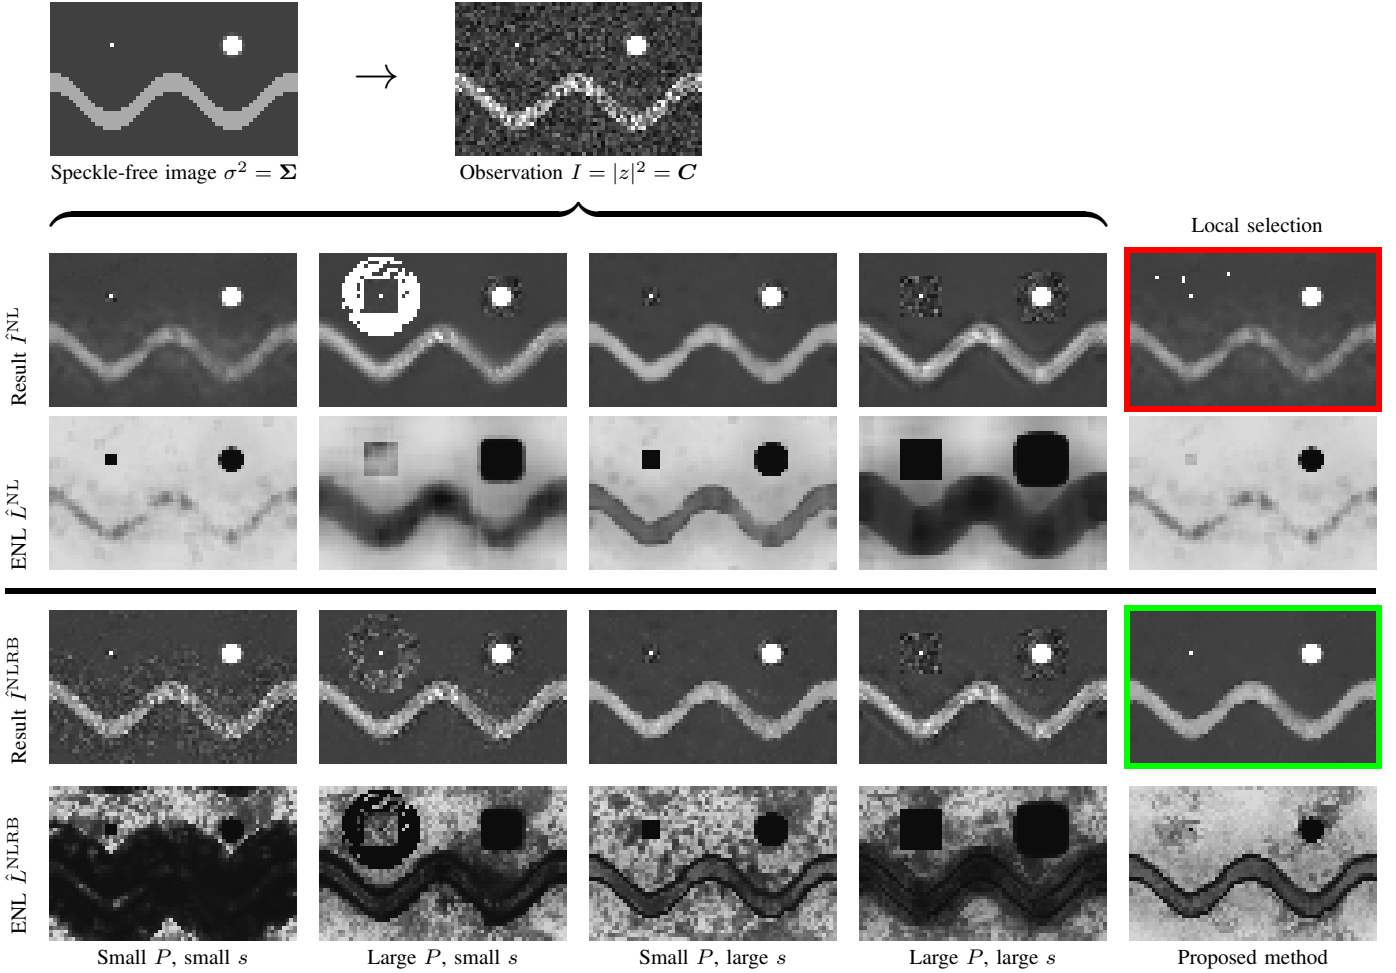 Speckle-free image σ² = Σ
Observation I = |z|² = C
Local selection
Result Î^NL
ENL L̂^NL
Result Î^NLRB
ENL L̂^NLRB
Small P, small s
Large P, small s
Small P, large s
Large P, large s
Proposed method